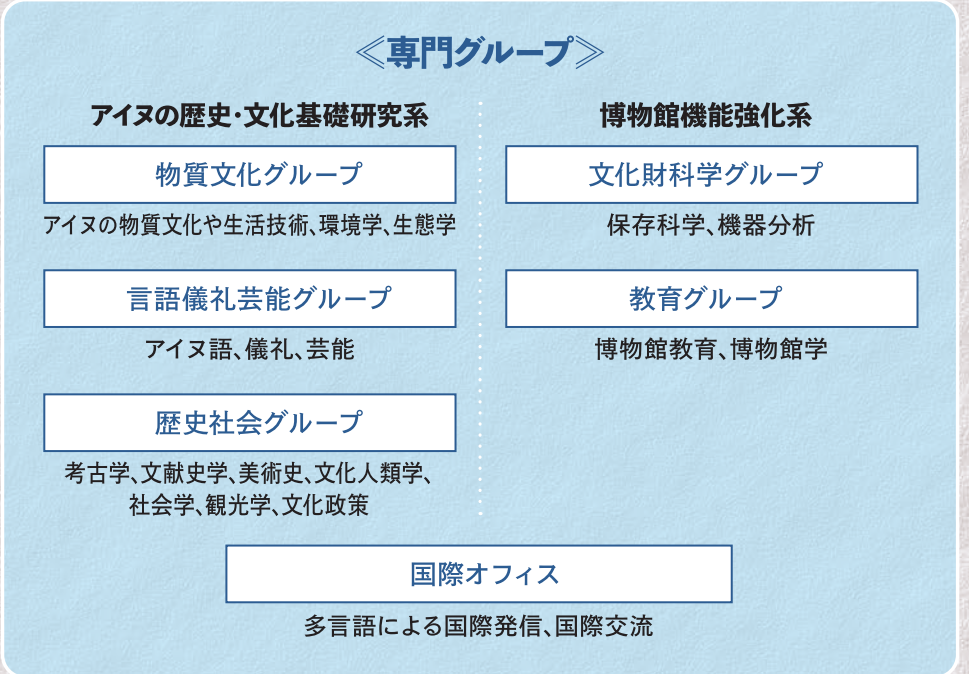 ≪専門グループ≫
アイヌの歴史・文化基礎研究系
物質文化グループ
アイヌの物質文化や生活技術、環境学、生態学
言語儀礼芸能グループ
アイヌ語、儀礼、芸能
歴史社会グループ
考古学、文献史学、美術史、文化人類学、
社会学、観光学、文化政策
博物館機能強化系
文化財科学グループ
保存科学、機器分析
教育グループ
博物館教育、博物館学
国際オフィス
多言語による国際発信、国際交流